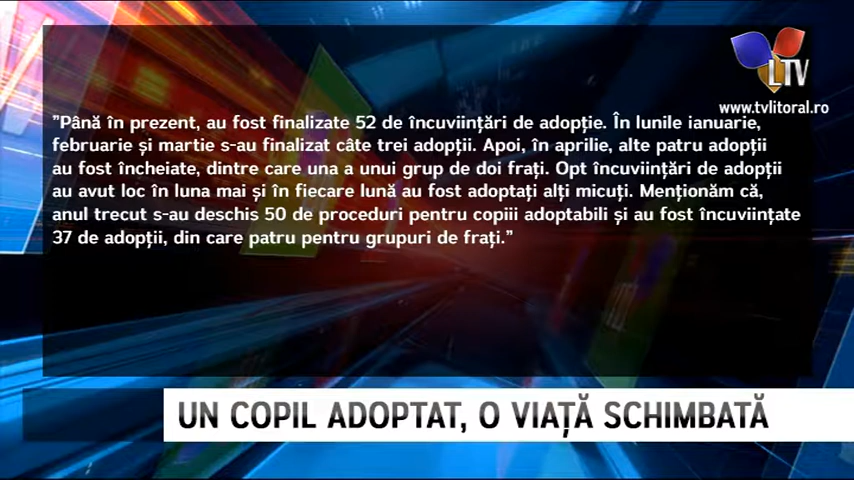 LTV
www.tvlitoral.ro
"Până în prezent, au fost finalizate 52 de încuviințări de adopție. În lunile ianuarie,
februarie și martie s-au finalizat câte trei adopții. Apoi, în aprilie, alte patru adopții
au fost încheiate, dintre care una a unui grup de doi frați. Opt încuviințări de adopții
au avut loc în luna mai și în fiecare lună au fost adoptați alți micuți. Menționăm că,
anul trecut s-au deschis 50 de proceduri pentru copiii adoptabili și au fost încuviințate
37 de adopții, din care patru pentru grupuri de frați."
UN COPIL ADOPTAT, O VIAȚĂ SCHIMBATĂ